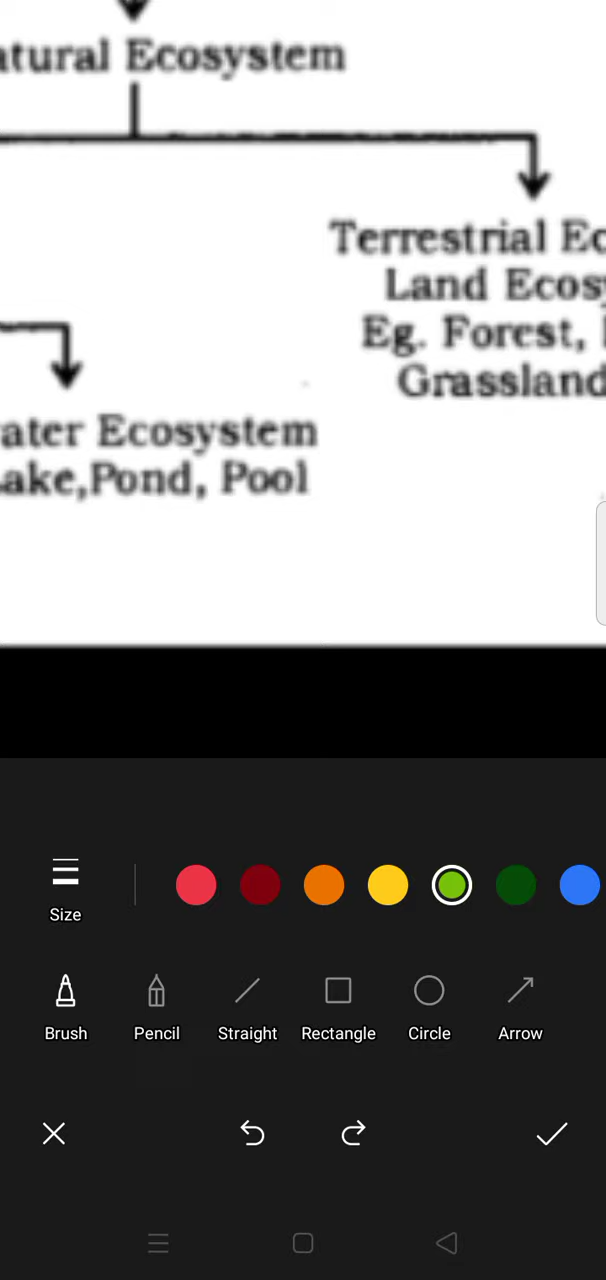 atural Ecosystem
Terrestrial Ec
Land Ecos
Eg. Forest,
Grassland
ater Ecosystem
ake,Pond, Pool
Size
Brush Pencil Straight Rectangle Circle Arrow